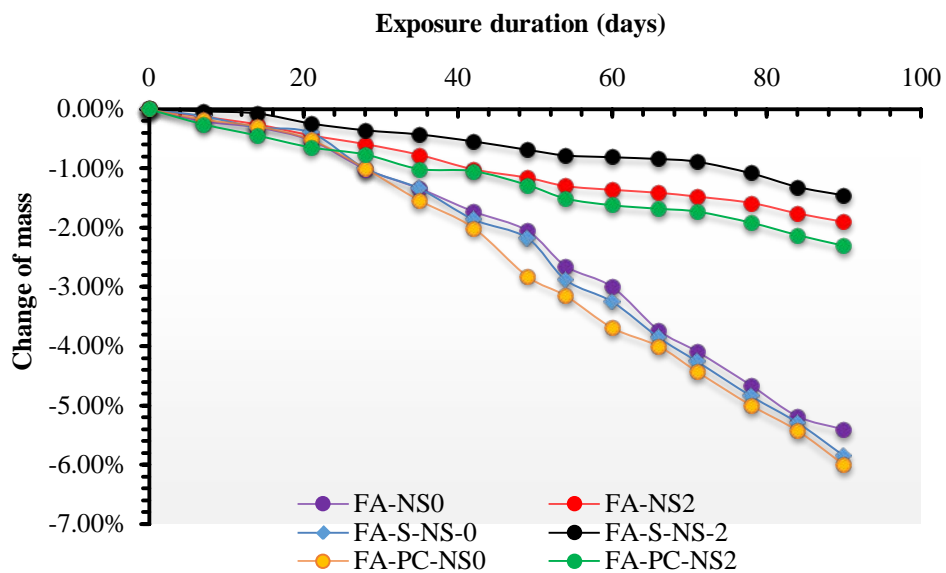 Exposure duration (days)
0 20 40 60 80 100
0.00%
-1.00%
-2.00%
-3.00%
-4.00%
-5.00%
-6.00%
-7.00%
Change of mass
FA-NS0 FA-NS2
FA-S-NS-0 FA-S-NS-2
FA-PC-NS0 FA-PC-NS2